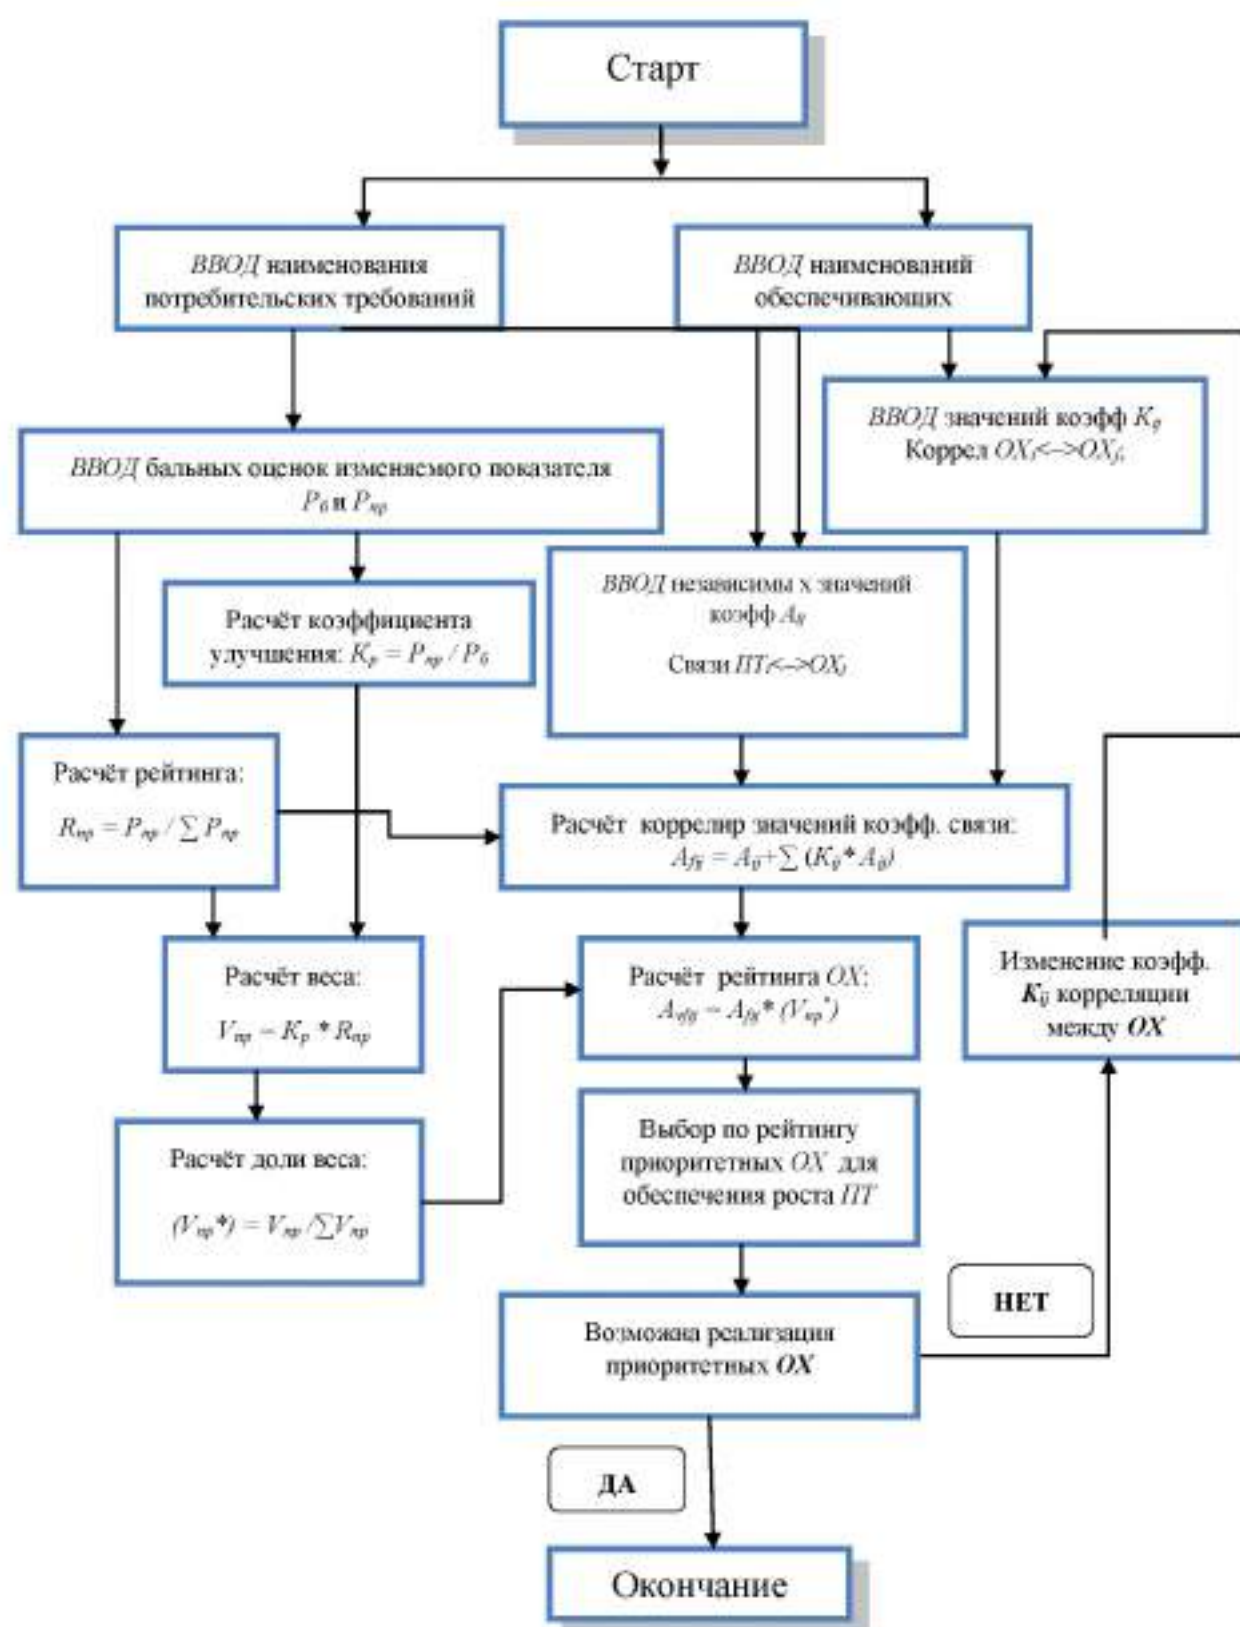 Старт
ВВОД наименования
потребительских требований
ВВОД наименований
обеспечивающих
ВВОД значений коэфф Kij
Коррел OXi<-->OXj,
ВВОД бальных оценок изменяемого показателя
Pб и Pпр
ВВОД независимы х значений
коэфф Aij
Связи ПТi<-->OXj
Расчёт коэффициента
улучшения: Kр = Pпр / Pб
Расчёт рейтинга:
Rпр = Pпр / ∑ Pпр
Расчёт коррелир значений коэфф. связи:
Afij = Aij+∑ (Kij* Aij)
Расчёт веса:
Vпр = Kр * Rпр
Расчёт рейтинга OX:
= Afij* (Vпр*)
Изменение коэфф.
Kij корреляции
между OX
Расчёт доли веса:
(Vпр*) = Vпр /∑Vпр
Выбор по рейтингу
приоритетных OX для
обеспечения роста ПТ
НЕТ
Возможна реализация
приоритетных OX
ДА
Окончание